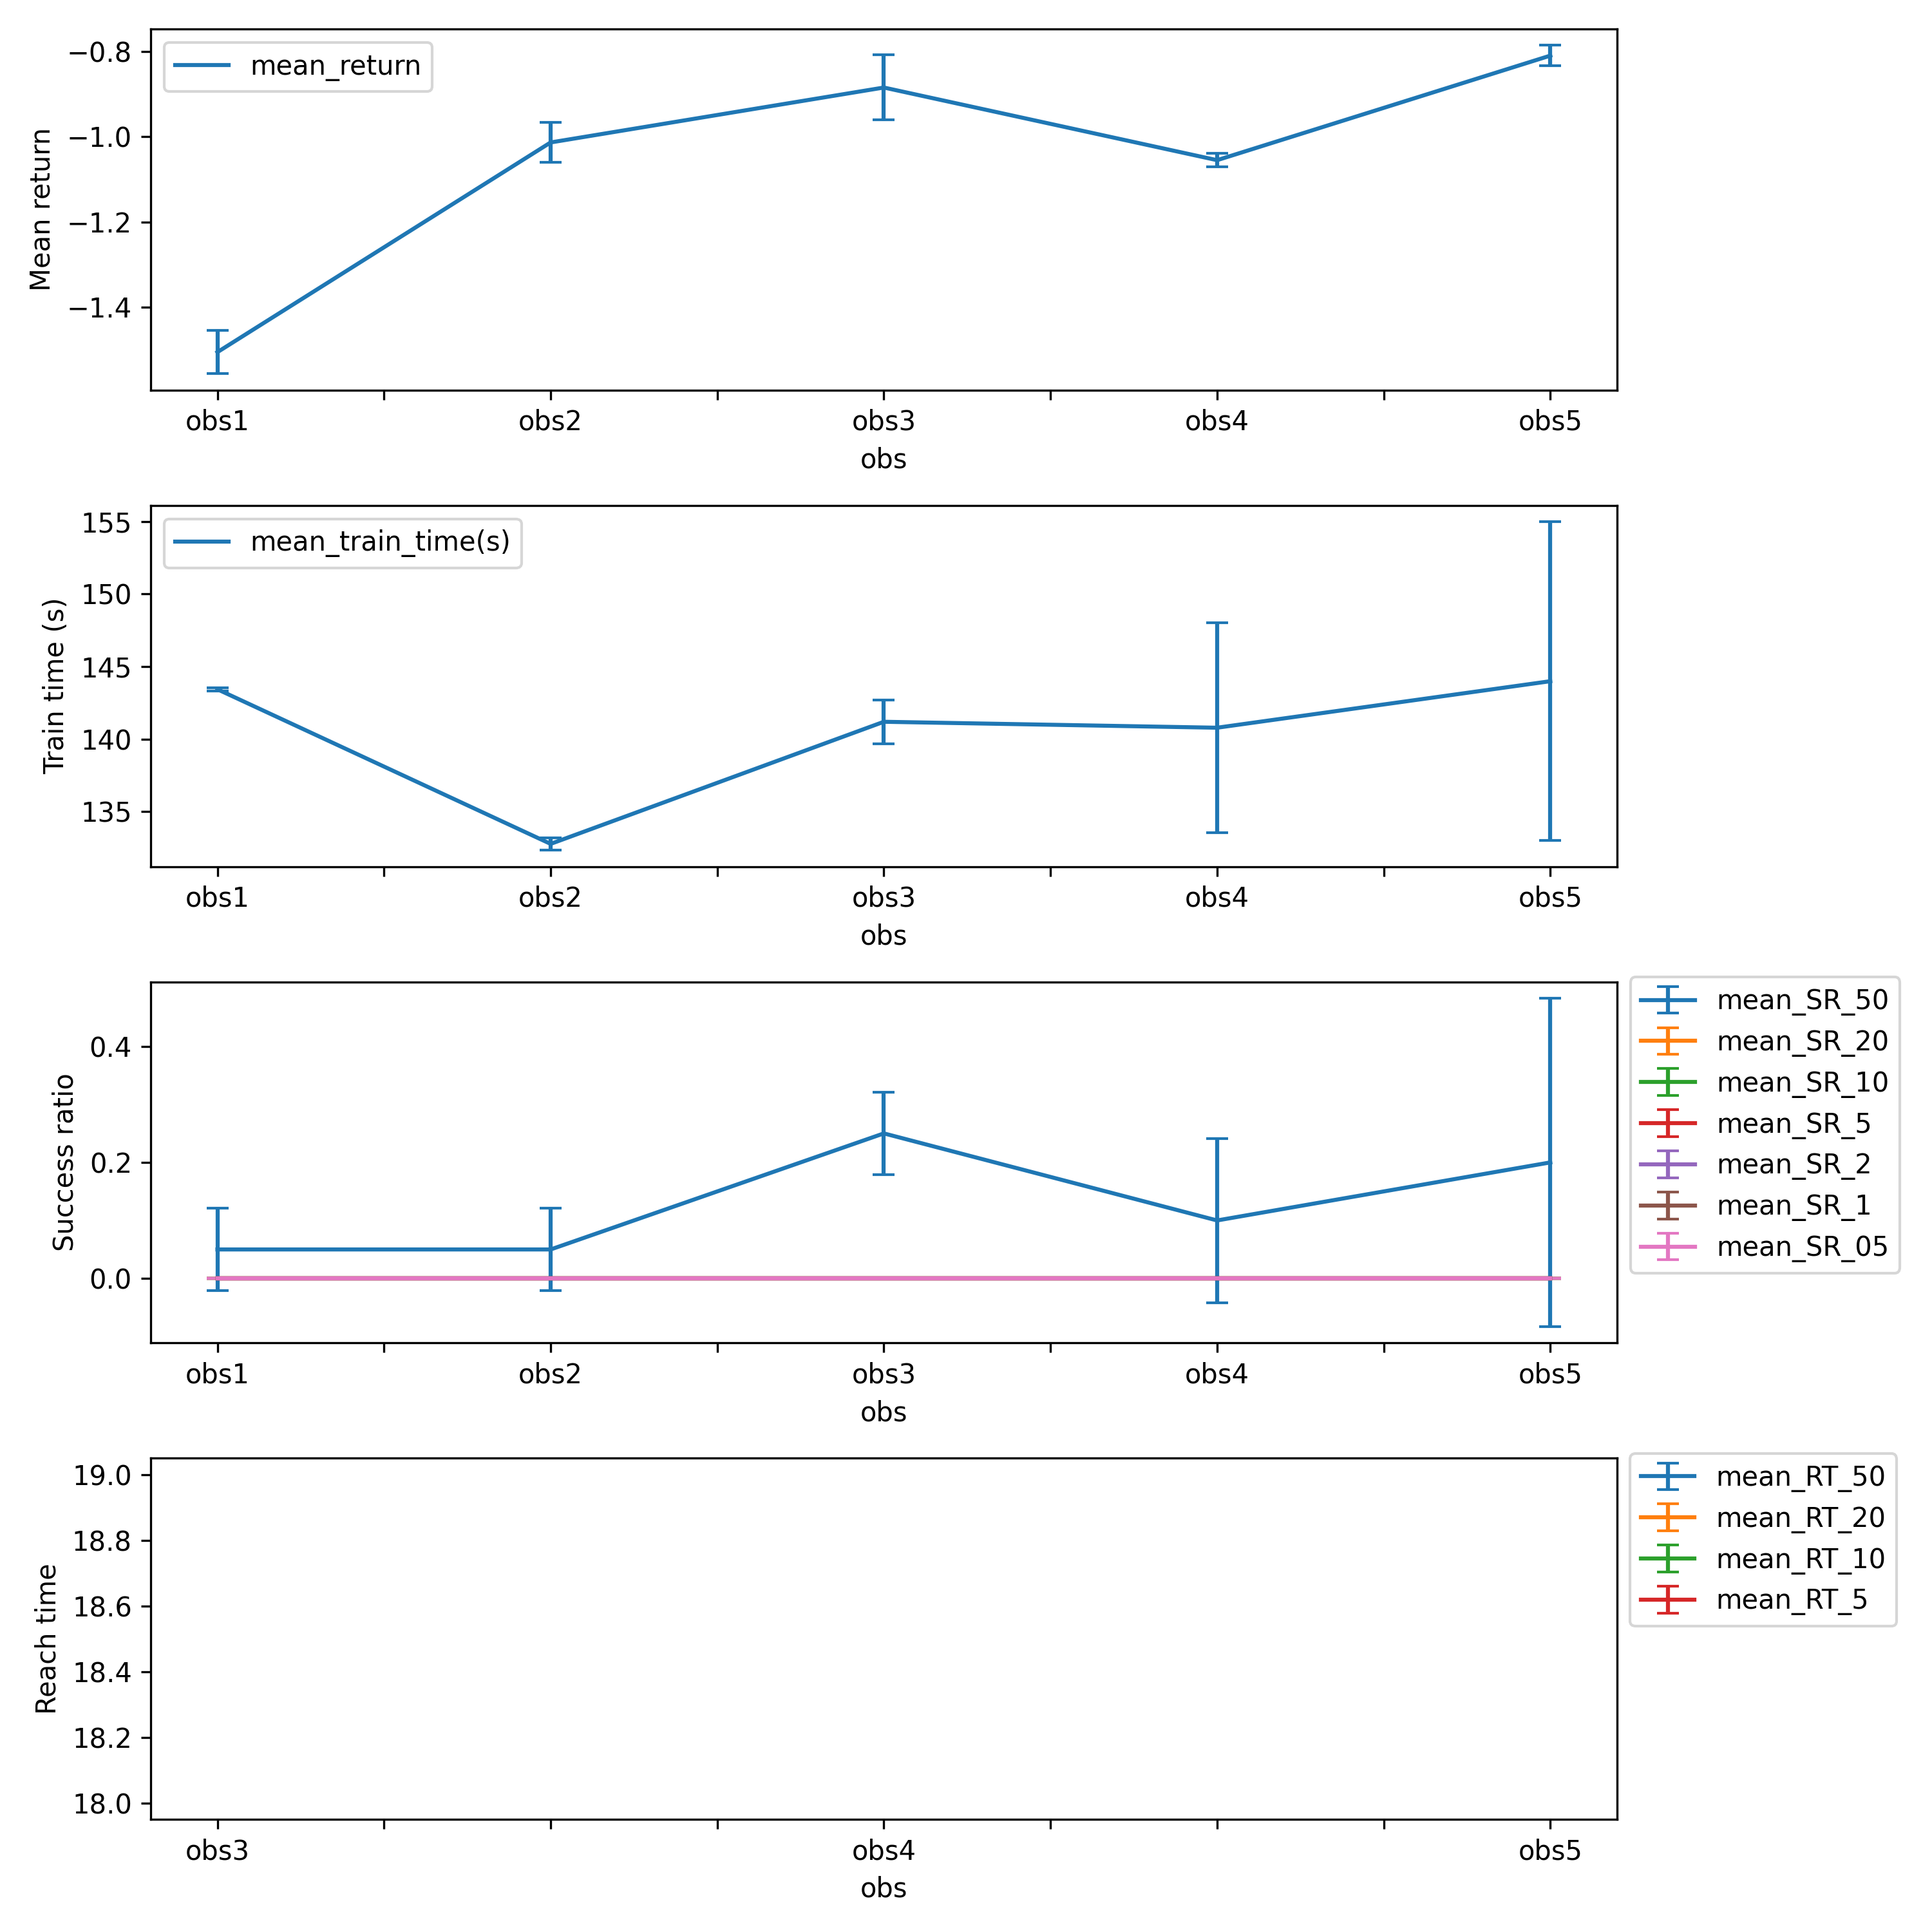 mean_return
−0.8
−1.0
−1.2
−1.4
Mean return
obs1 obs2 obs3 obs4 obs5
obs
mean_train_time(s)
155
150
145
140
135
Train time (s)
obs1 obs2 obs3 obs4 obs5
obs
0.4
0.2
0.0
Success ratio
obs1 obs2 obs3 obs4 obs5
obs
mean_SR_50
mean_SR_20
mean_SR_10
mean_SR_5
mean_SR_2
mean_SR_1
mean_SR_05
19.0
18.8
18.6
18.4
18.2
18.0
Reach time
obs3 obs4 obs5
obs
mean_RT_50
mean_RT_20
mean_RT_10
mean_RT_5